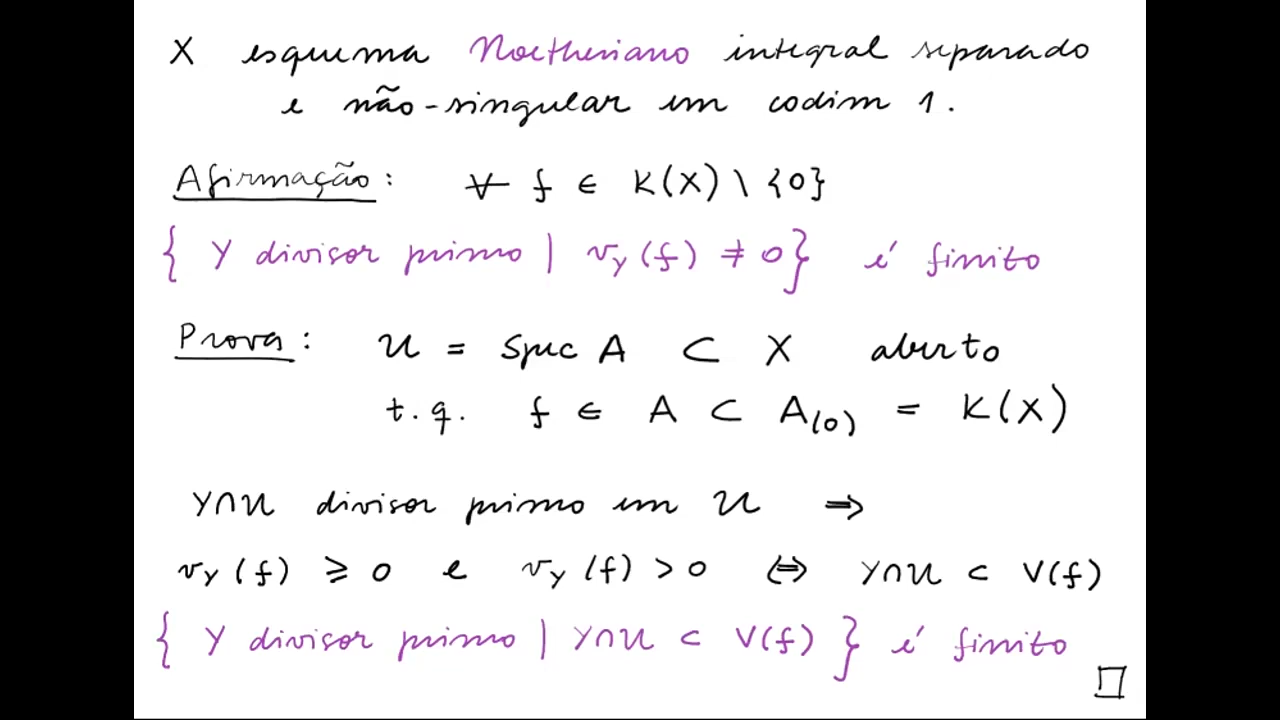 X esquema Noetheriano integral separado
e não-singular em codim 1.
Afirmação: ∀ f ∈ K(X) \ {0}
{ Y divisor primo | v_Y(f) ≠ 0} é finito
Prova: U = Spec A ⊂ X aberto
t.q. f ∈ A ⊂ A_(0) = K(X)
Y∩U divisor primo em U ⇒
v_Y(f) ≥ 0 e v_Y(f) > 0 ⇔ Y∩U ⊂ V(f)
{ Y divisor primo | Y∩U ⊂ V(f) } é finito
□